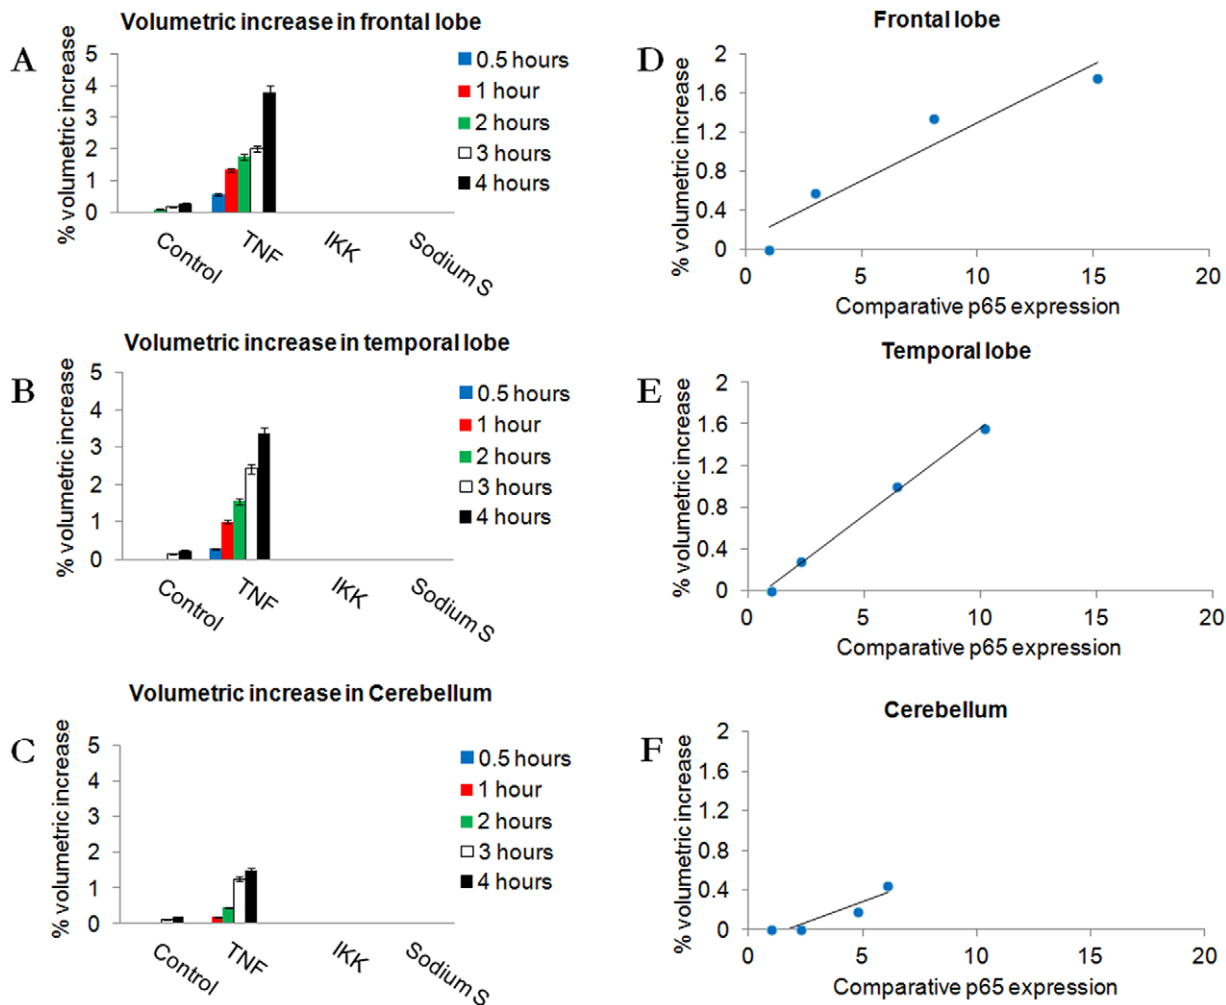 Volumetric increase in frontal lobe
A
% volumetric increase
5
4
3
2
1
0
0.5 hours
1 hour
2 hours
3 hours
4 hours
Control
TNF
IKK
Sodium S
Frontal lobe
D
% volumetric increase
2
1.6
1.2
0.8
0.4
0
0 5 10 15 20
Comparative p65 expression
Volumetric increase in temporal lobe
B
% volumetric increase
5
4
3
2
1
0
0.5 hours
1 hour
2 hours
3 hours
4 hours
Control
TNF
IKK
Sodium S
Temporal lobe
E
% volumetric increase
2
1.6
1.2
0.8
0.4
0
0 5 10 15 20
Comparative p65 expression
Volumetric increase in Cerebellum
C
% volumetric increase
5
4
3
2
1
0
0.5 hours
1 hour
2 hours
3 hours
4 hours
Control
TNF
IKK
Sodium S
Cerebellum
F
% volumetric increase
2
1.6
1.2
0.8
0.4
0
0 5 10 15 20
Comparative p65 expression